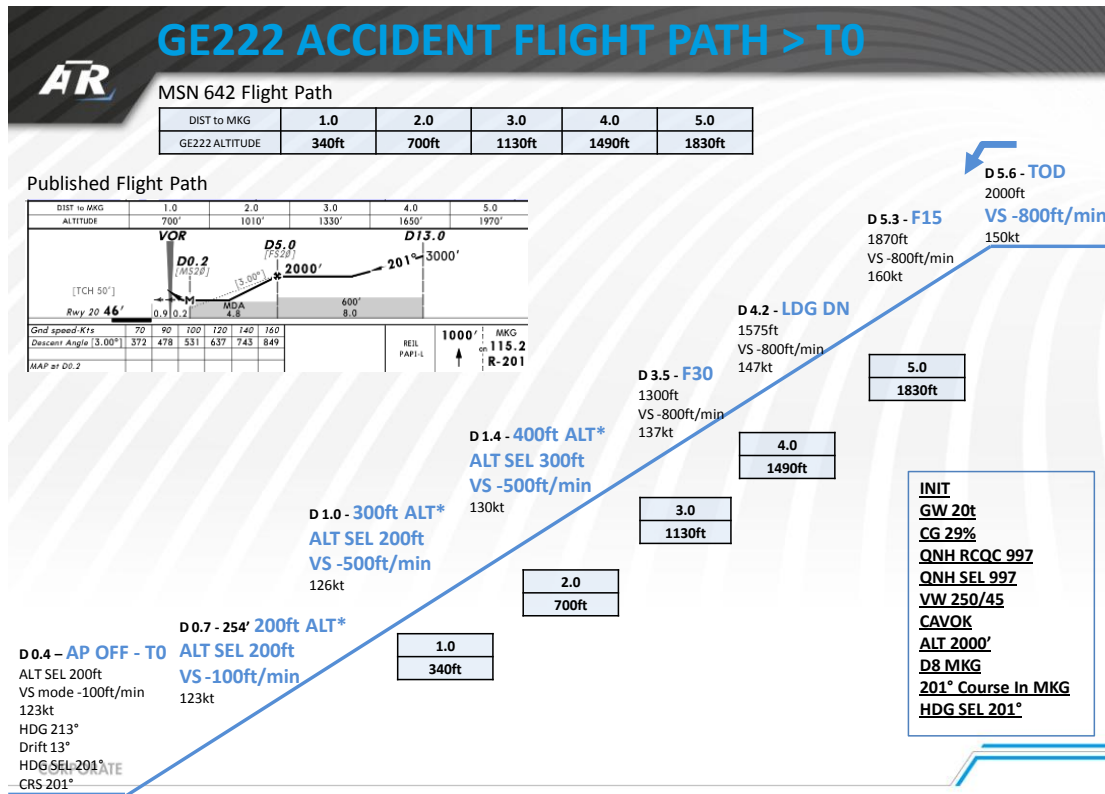 GE222 ACCIDENT FLIGHT PATH > T0
ATR
MSN 642 Flight Path
DIST to MKG 1.0 2.0 3.0 4.0 5.0
GE222 ALTITUDE 340ft 700ft 1130ft 1490ft 1830ft
Published Flight Path
DIST to MKG 1.0 2.0 3.0 4.0 5.0
ALTITUDE 700' 1010' 1330' 1650' 1970'
VOR
D0.2
[MS20]
D5.0
[FS20]
D13.0
2000'
201°
3000'
[3.00°]
[TCH 50']
M
MDA
600'
Rwy 20 46'
0.9 0.2 4.8 8.0
Gnd speed-Kts 70 90 100 120 140 160
Descent Angle [3.00°] 372 478 531 637 743 849
MAP at D0.2
REIL
PAPI-L
1000' MKG
on 115.2
R-201
D 5.6 - TOD
2000ft
VS -800ft/min
150kt
D 5.3 - F15
1870ft
VS -800ft/min
160kt
D 4.2 - LDG DN
1575ft
VS -800ft/min
147kt
5.0
1830ft
D 3.5 - F30
1300ft
VS -800ft/min
137kt
4.0
1490ft
D 1.4 - 400ft ALT*
ALT SEL 300ft
VS -500ft/min
130kt
3.0
1130ft
D 1.0 - 300ft ALT*
ALT SEL 200ft
VS -500ft/min
126kt
2.0
700ft
D 0.7 - 254' 200ft ALT*
ALT SEL 200ft
VS -100ft/min
123kt
1.0
340ft
D 0.4 – AP OFF - T0
ALT SEL 200ft
VS mode -100ft/min
123kt
HDG 213°
Drift 13°
HDG SEL 201°
CRS 201°
CORPORATE
INIT
GW 20t
CG 29%
QNH RCQC 997
QNH SEL 997
VW 250/45
CAVOK
ALT 2000'
D8 MKG
201° Course In MKG
HDG SEL 201°